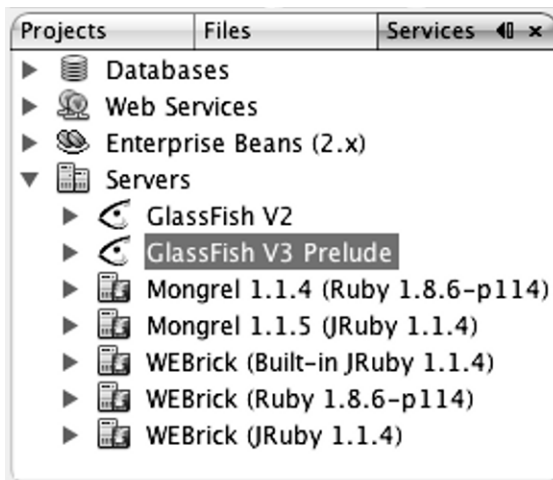 Projects Files Services
Databases
Web Services
Enterprise Beans (2.x)
Servers
GlassFish V2
GlassFish V3 Prelude
Mongrel 1.1.4 (Ruby 1.8.6-p114)
Mongrel 1.1.5 (JRuby 1.1.4)
WEBrick (Built-in JRuby 1.1.4)
WEBrick (Ruby 1.8.6-p114)
WEBrick (JRuby 1.1.4)